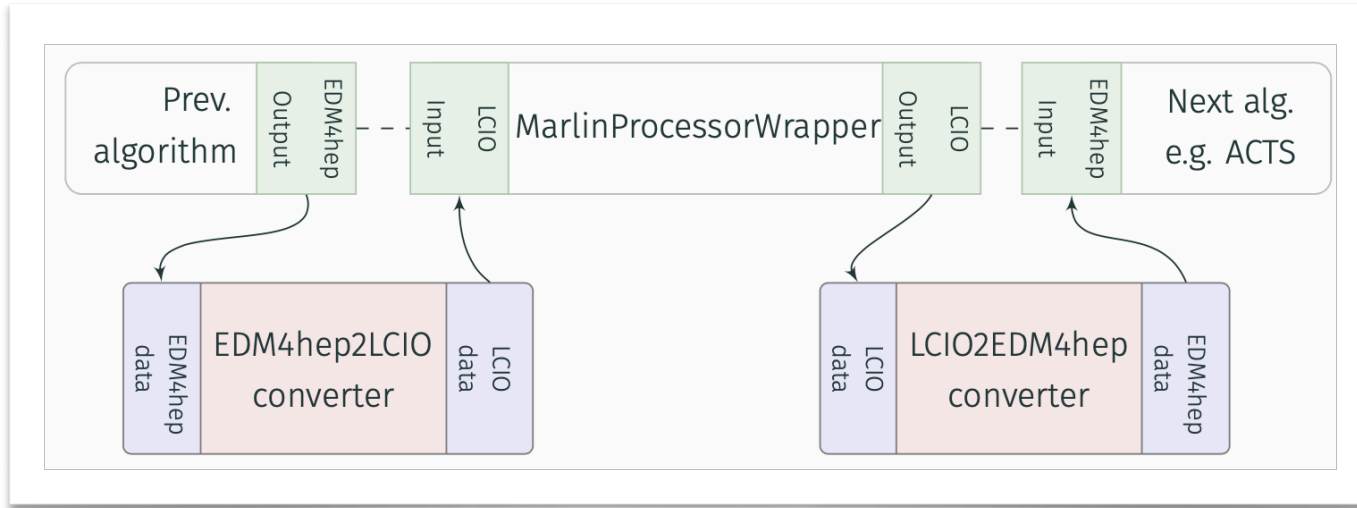 Prev.
algorithm
EDM4hep
Output
LCIO
Input
MarlinProcessorWrapper
LCIO
Output
EDM4hep
Input
Next alg.
e.g. ACTS
EDM4hep
data
EDM4hep2LCIO
converter
LCIO
data
LCIO
data
LCIO2EDM4hep
converter
EDM4hep
data